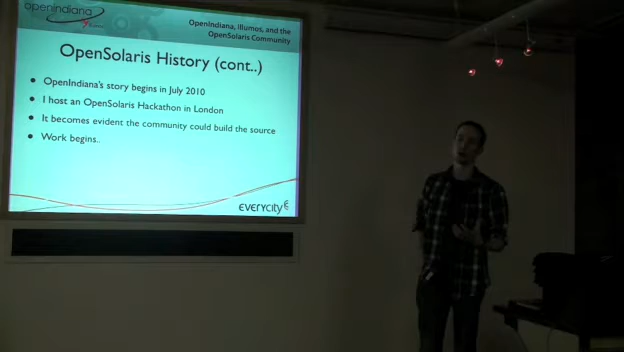 openindiana
OpenIndiana, Illumos, and the
OpenSolaris Community
OpenSolaris History (cont..)
• OpenIndiana's story begins in July 2010
• I host an OpenSolaris Hackathon in London
• It becomes evident the community could build the source
• Work begins..
everycity